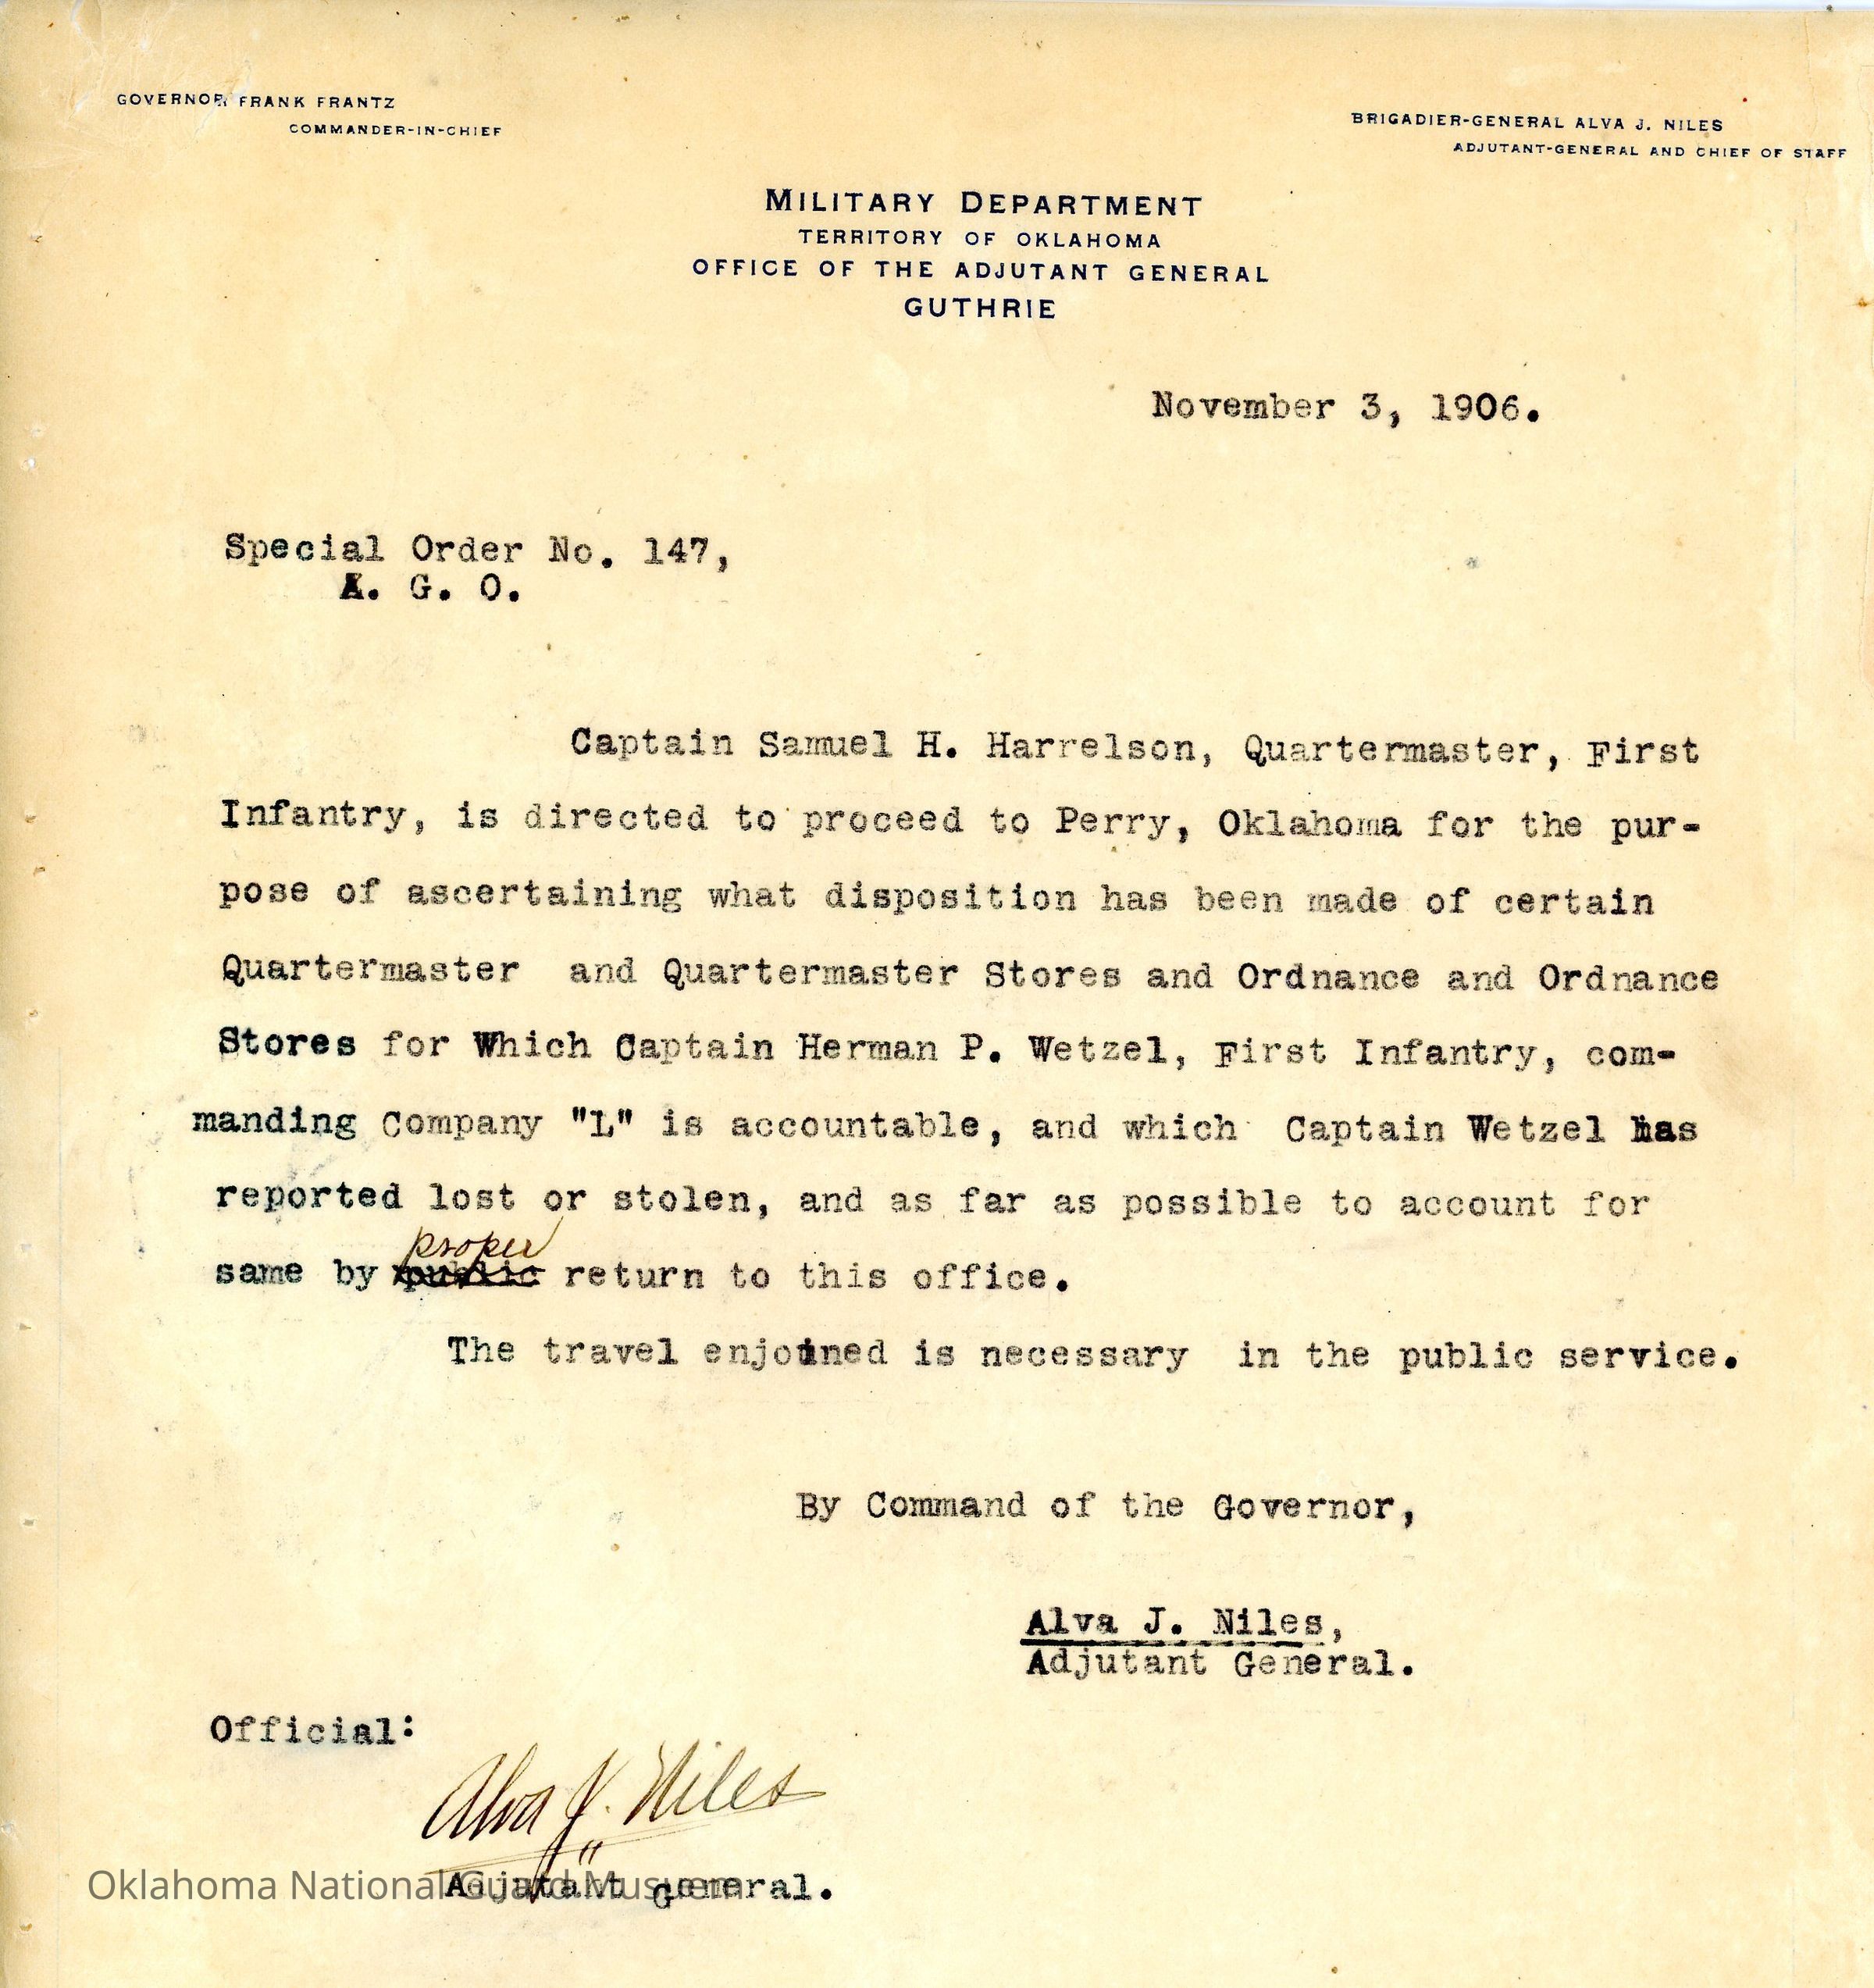 GOVERNOR FRANK FRANTZ
COMMANDER-IN-CHIEF
BRIGADIER-GENERAL ALVA J. NILES
ADJUTANT-GENERAL AND CHIEF OF STAFF
MILITARY DEPARTMENT
TERRITORY OF OKLAHOMA
OFFICE OF THE ADJUTANT GENERAL
GUTHRIE
November 3, 1906.
Special Order No. 147,
A. G. O.
Captain Samuel H. Harrelson, Quartermaster, First
Infantry, is directed to proceed to Perry, Oklahoma for the pur-
pose of ascertaining what disposition has been made of certain
Quartermaster and Quartermaster Stores and Ordnance and Ordnance
Stores for Which Captain Herman P. Wetzel, First Infantry, com-
manding Company "L" is accountable, and which Captain Wetzel has
reported lost or stolen, and as far as possible to account for
proper
same by public return to this office.
The travel enjoined is necessary in the public service.
By Command of the Governor,
Alva J. Niles,
Adjutant General.
Official:
Alva J. Niles
Adjutant General.
Oklahoma National Guard Musuem